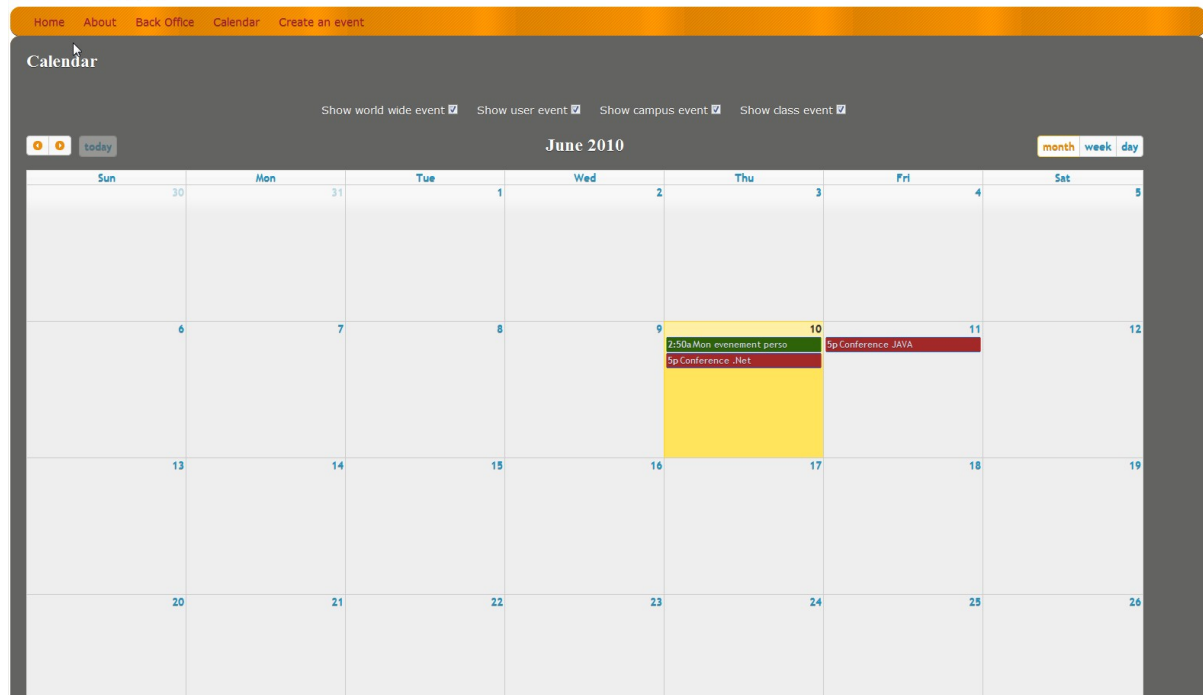 Home About Back Office Calendar Create an event
Calendar
Show world wide event Show user event Show campus event Show class event
today June 2010 month week day
Sun Mon Tue Wed Thu Fri Sat
30 31 1 2 3 4 5
6 7 8 9 10 11 12
2:50a Mon evenement perso 5p Conference JAVA
5p Conference .Net
13 14 15 16 17 18 19
20 21 22 23 24 25 26